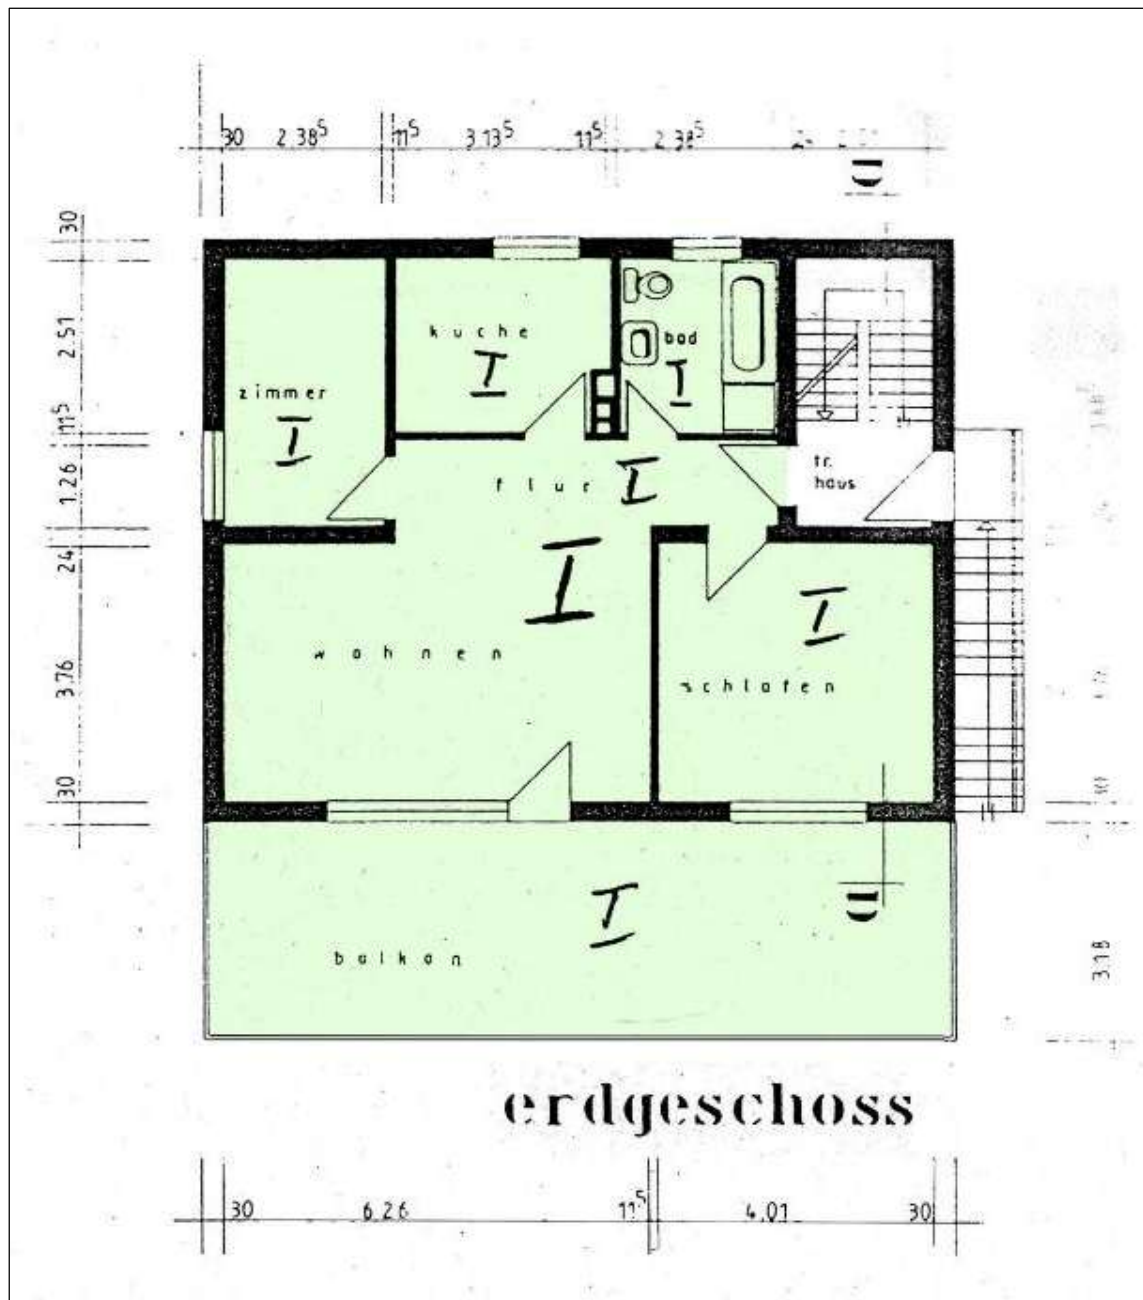 30 2.38⁵ 11⁵ 3.13⁵ 11⁵ 2.38⁵
D
30
2.51
11⁵
1.26
24
3.76
30
kuche
I
bad
I
zimmer
I
flur I
tr.
haus
I
I
wohnen
schlafen
I
D
balkon
3.18
erdgeschoss
30 6.26 11⁵ 4.01 30